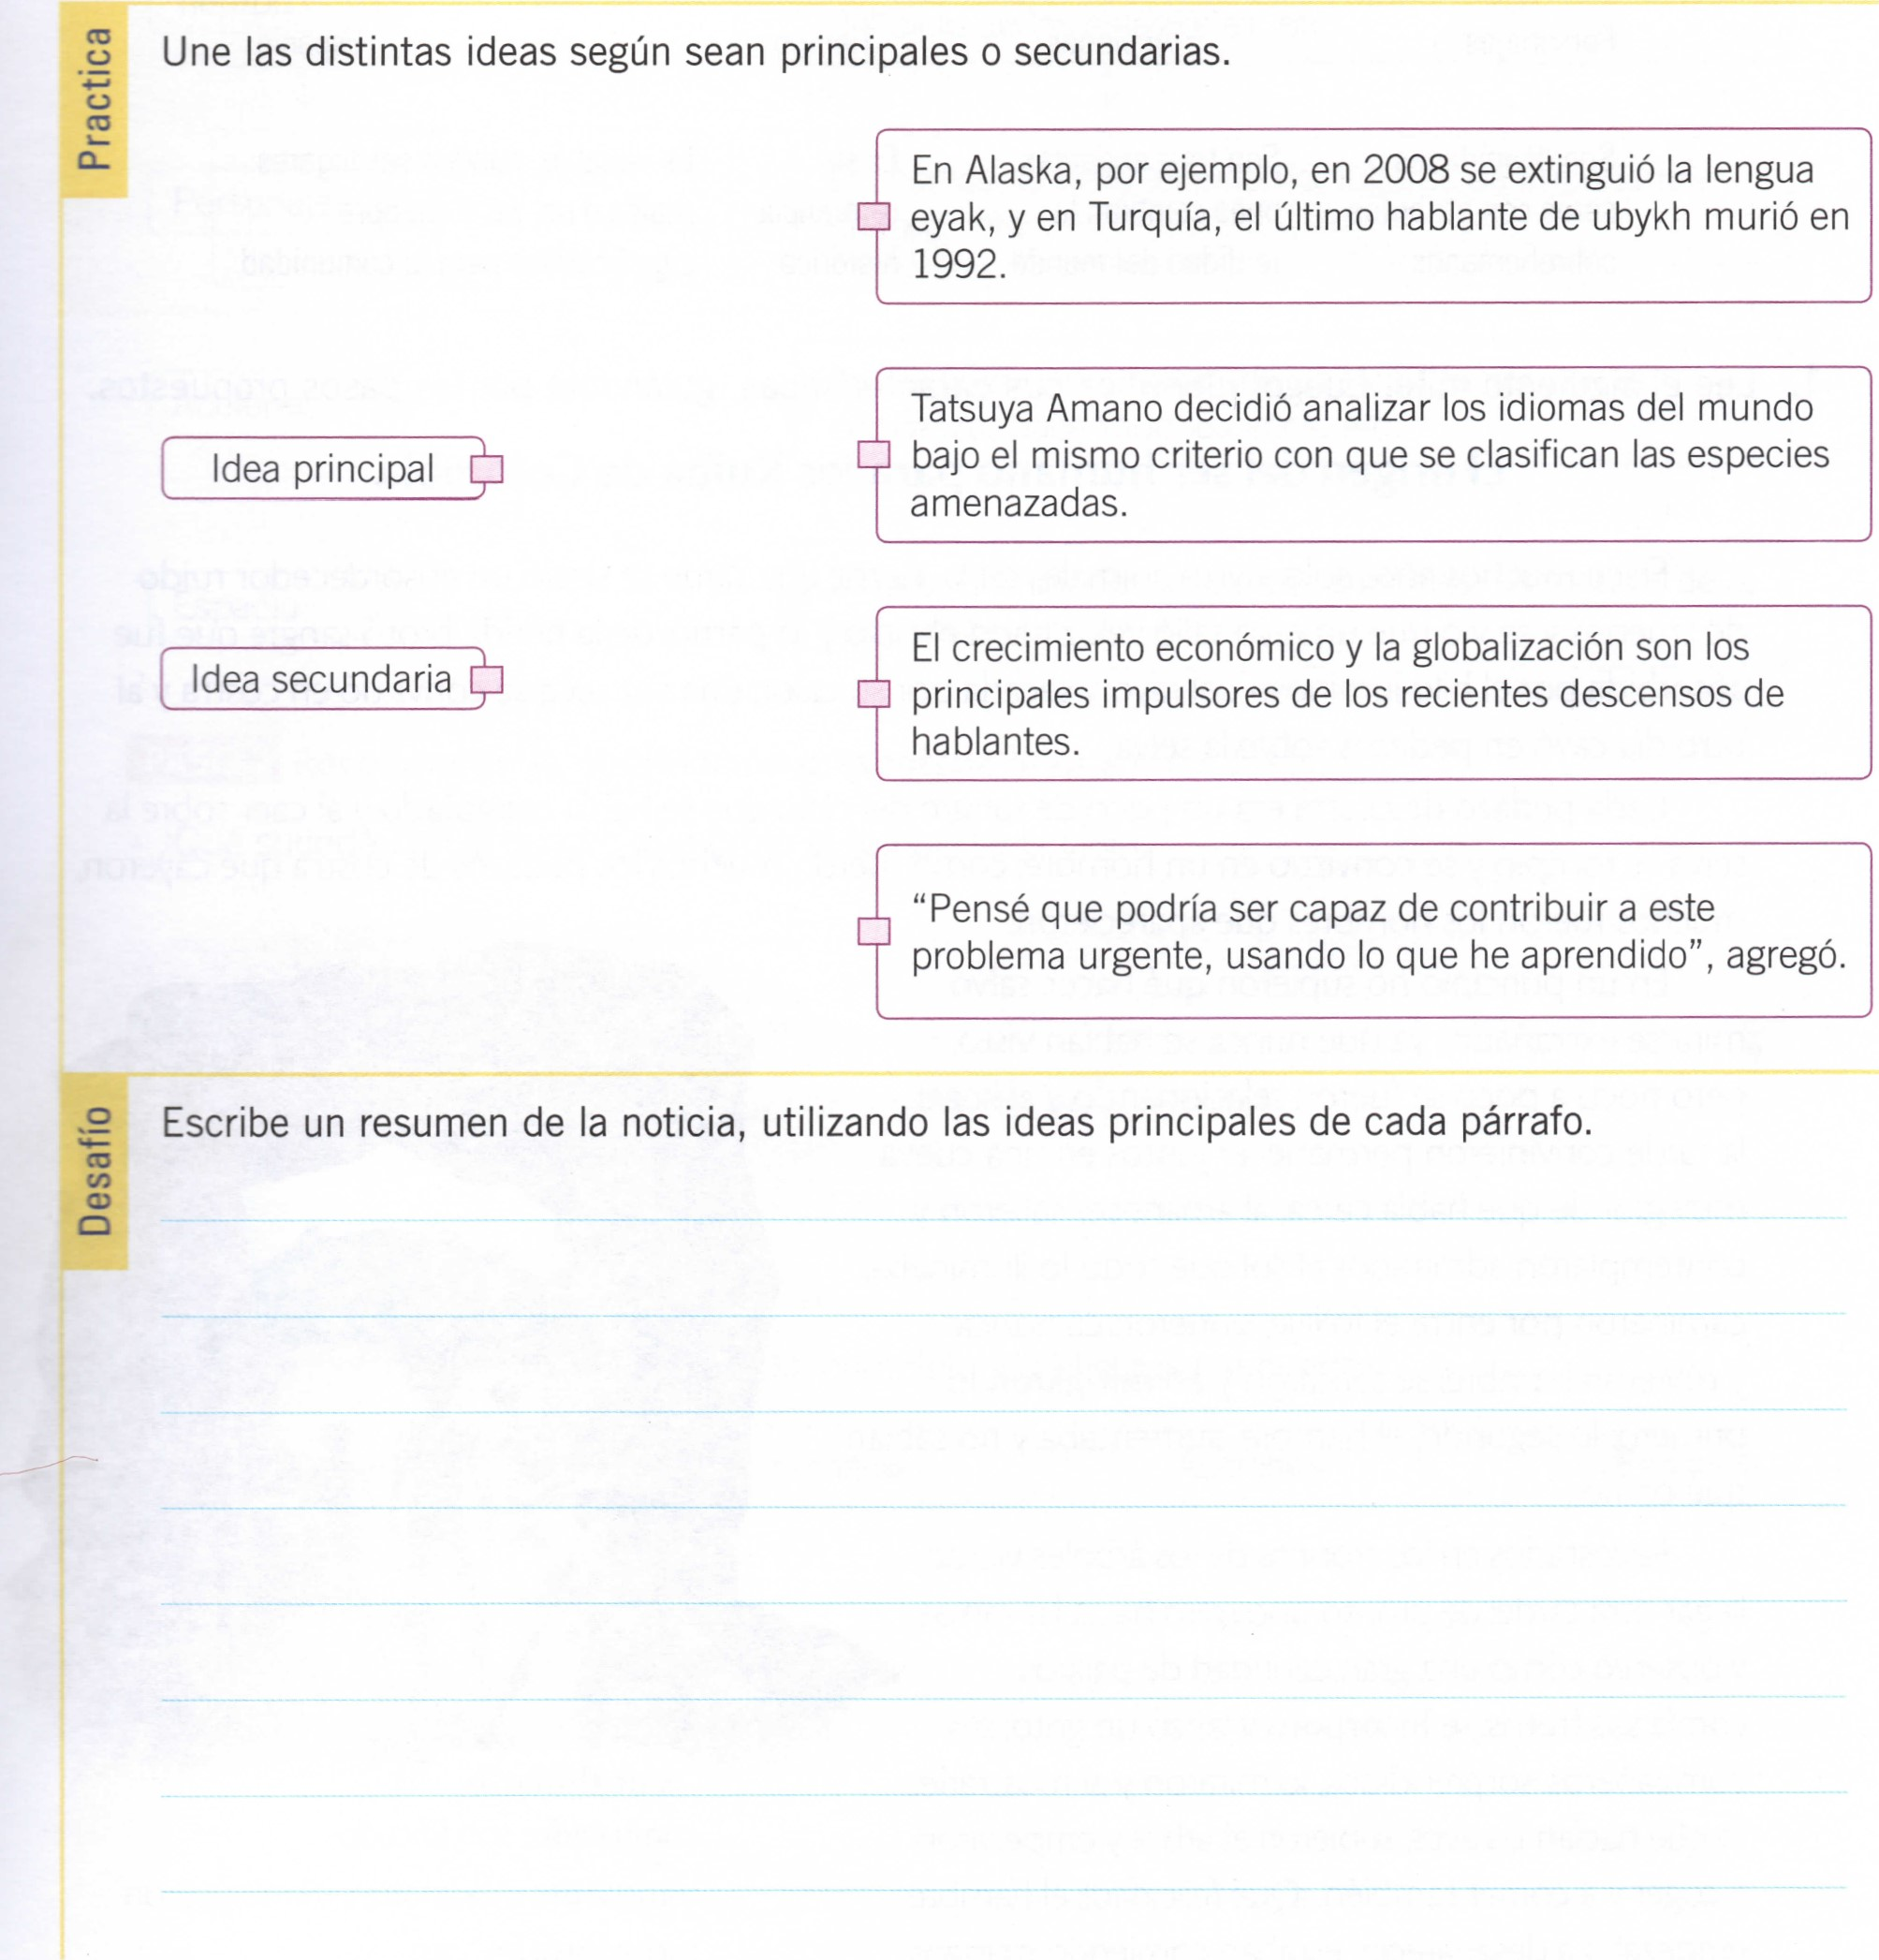 Practica
Une las distintas ideas según sean principales o secundarias.
En Alaska, por ejemplo, en 2008 se extinguió la lengua
eyak, y en Turquía, el último hablante de ubykh murió en
1992.
Tatsuya Amano decidió analizar los idiomas del mundo
bajo el mismo criterio con que se clasifican las especies
amenazadas.
Idea principal
El crecimiento económico y la globalización son los
principales impulsores de los recientes descensos de
hablantes.
Idea secundaria
“Pensé que podría ser capaz de contribuir a este
problema urgente, usando lo que he aprendido”, agregó.
Desafío
Escribe un resumen de la noticia, utilizando las ideas principales de cada párrafo.